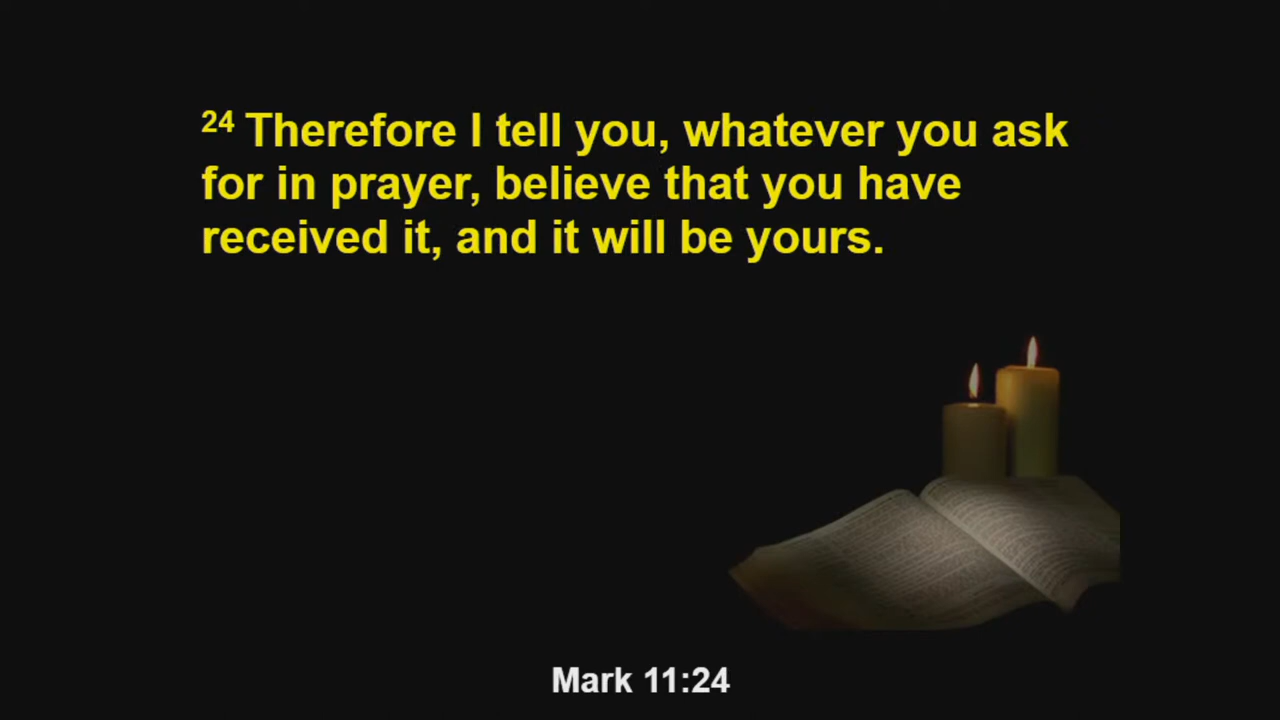 24 Therefore I tell you, whatever you ask
for in prayer, believe that you have
received it, and it will be yours.
Mark 11:24